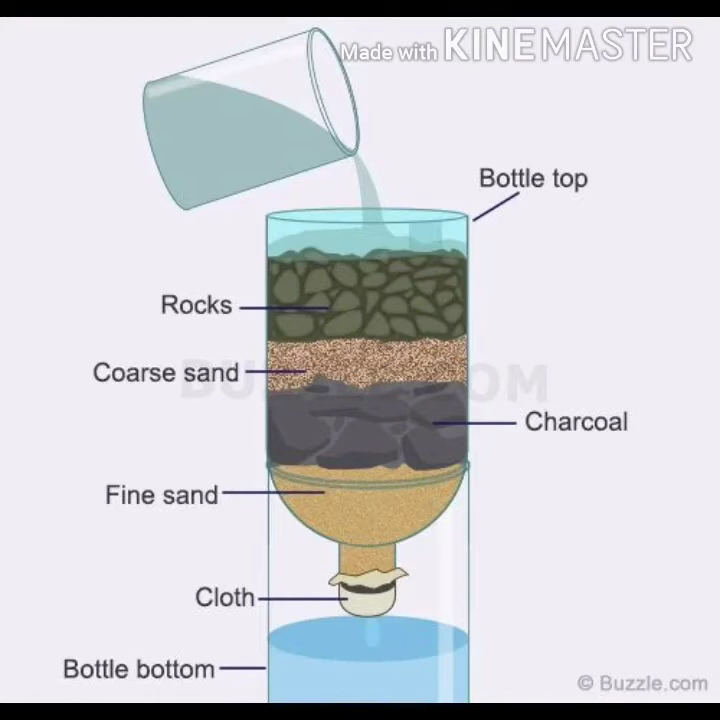 Made with KINEMASTER
Bottle top
Rocks
Coarse sand
Charcoal
Fine sand
Cloth
Bottle bottom
© Buzzle.com